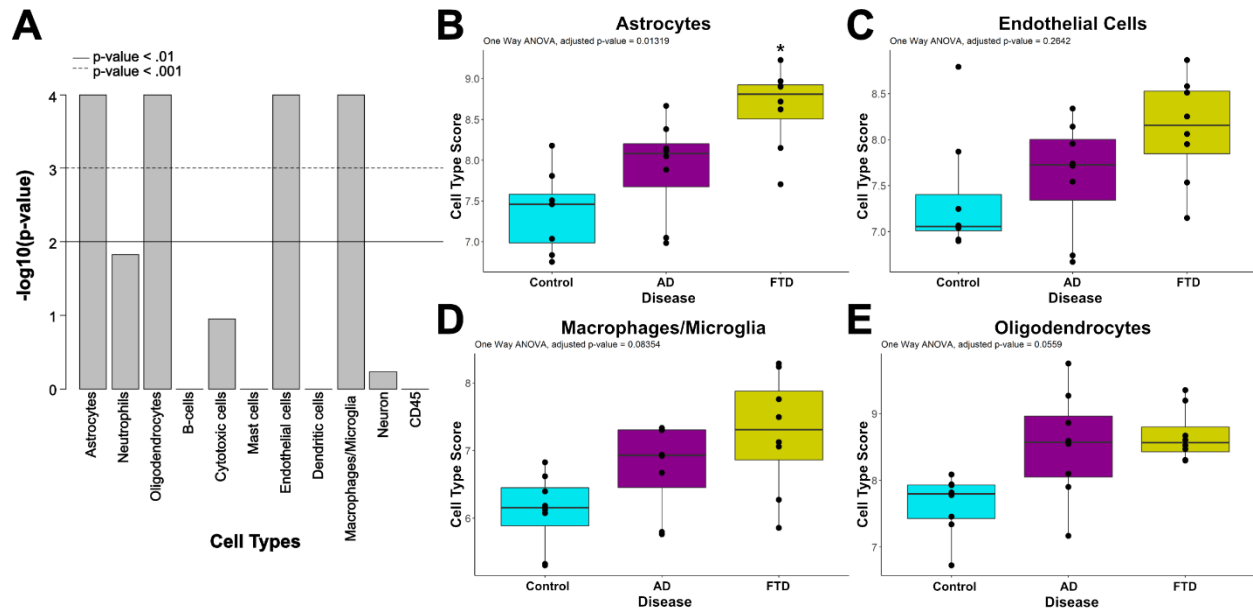 A
p-value < .01
p-value < .001
-log10(p-value)
4
3
2
1
0
Astrocytes
Neutrophils
Oligodendrocytes
B-cells
Cytotoxic cells
Mast cells
Endothelial cells
Dendritic cells
Macrophages/Microglia
Neuron
CD45
Cell Types
B
Astrocytes
One Way ANOVA, adjusted p-value = 0.01319
*
Cell Type Score
9.0
8.5
8.0
7.5
7.0
Control AD FTD
Disease
C
Endothelial Cells
One Way ANOVA, adjusted p-value = 0.2642
Cell Type Score
8.5
8.0
7.5
7.0
Control AD FTD
Disease
D
Macrophages/Microglia
One Way ANOVA, adjusted p-value = 0.08354
Cell Type Score
8
7
6
Control AD FTD
Disease
E
Oligodendrocytes
One Way ANOVA, adjusted p-value = 0.0559
Cell Type Score
9
8
7
Control AD FTD
Disease